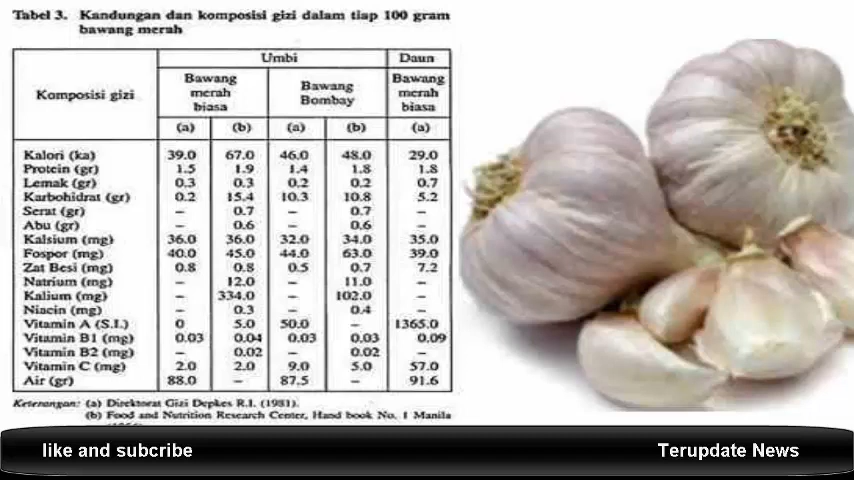 Tabel 3. Kandungan dan komposisi gizi dalam tiap 100 gram
bawang merah
Komposisi gizi Umbi Daun
Bawang merah biasa Bawang Bombay Bawang merah biasa
(a) (b) (a) (b) (a)
Kalori (ka) 39.0 67.0 46.0 48.0 29.0
Protein (gr) 1.5 1.9 1.4 1.8 1.8
Lemak (gr) 0.3 0.3 0.2 0.2 0.7
Karbohidrat (gr) 0.2 15.4 10.3 10.8 5.2
Serat (gr) – 0.7 – 0.7 –
Abu (gr) – 0.6 – 0.6 –
Kalsium (mg) 36.0 36.0 32.0 34.0 35.0
Fospor (mg) 40.0 45.0 44.0 63.0 39.0
Zat Besi (mg) 0.8 0.8 0.5 0.7 7.2
Natrium (mg) – 12.0 – 11.0 –
Kalium (mg) – 334.0 – 102.0 –
Niacin (mg) – 0.3 – 0.4 –
Vitamin A (S.I.) 0 5.0 50.0 – 1365.0
Vitamin B1 (mg) 0.03 0.04 0.03 0.03 0.09
Vitamin B2 (mg) – 0.02 – 0.02 –
Vitamin C (mg) 2.0 2.0 9.0 5.0 57.0
Air (gr) 88.0 – 87.5 – 91.6
Keterangan: (a) Direktorat Gizi Depkes R.I. (1981).
(b) Food and Nutrition Research Center, Hand book No. 1 Manila
like and subcribe
Terupdate News